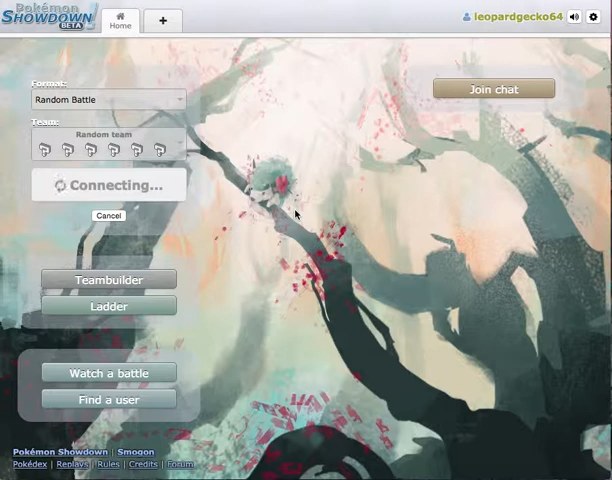 Pokémon
SHOWDOWN!
BETA
Home
+
leopardgecko64
Format:
Random Battle
Team:
Random team
Connecting...
Cancel
Join chat
Teambuilder
Ladder
Watch a battle
Find a user
Pokémon Showdown | Smogon
Pokédex | Replays | Rules | Credits | Forum